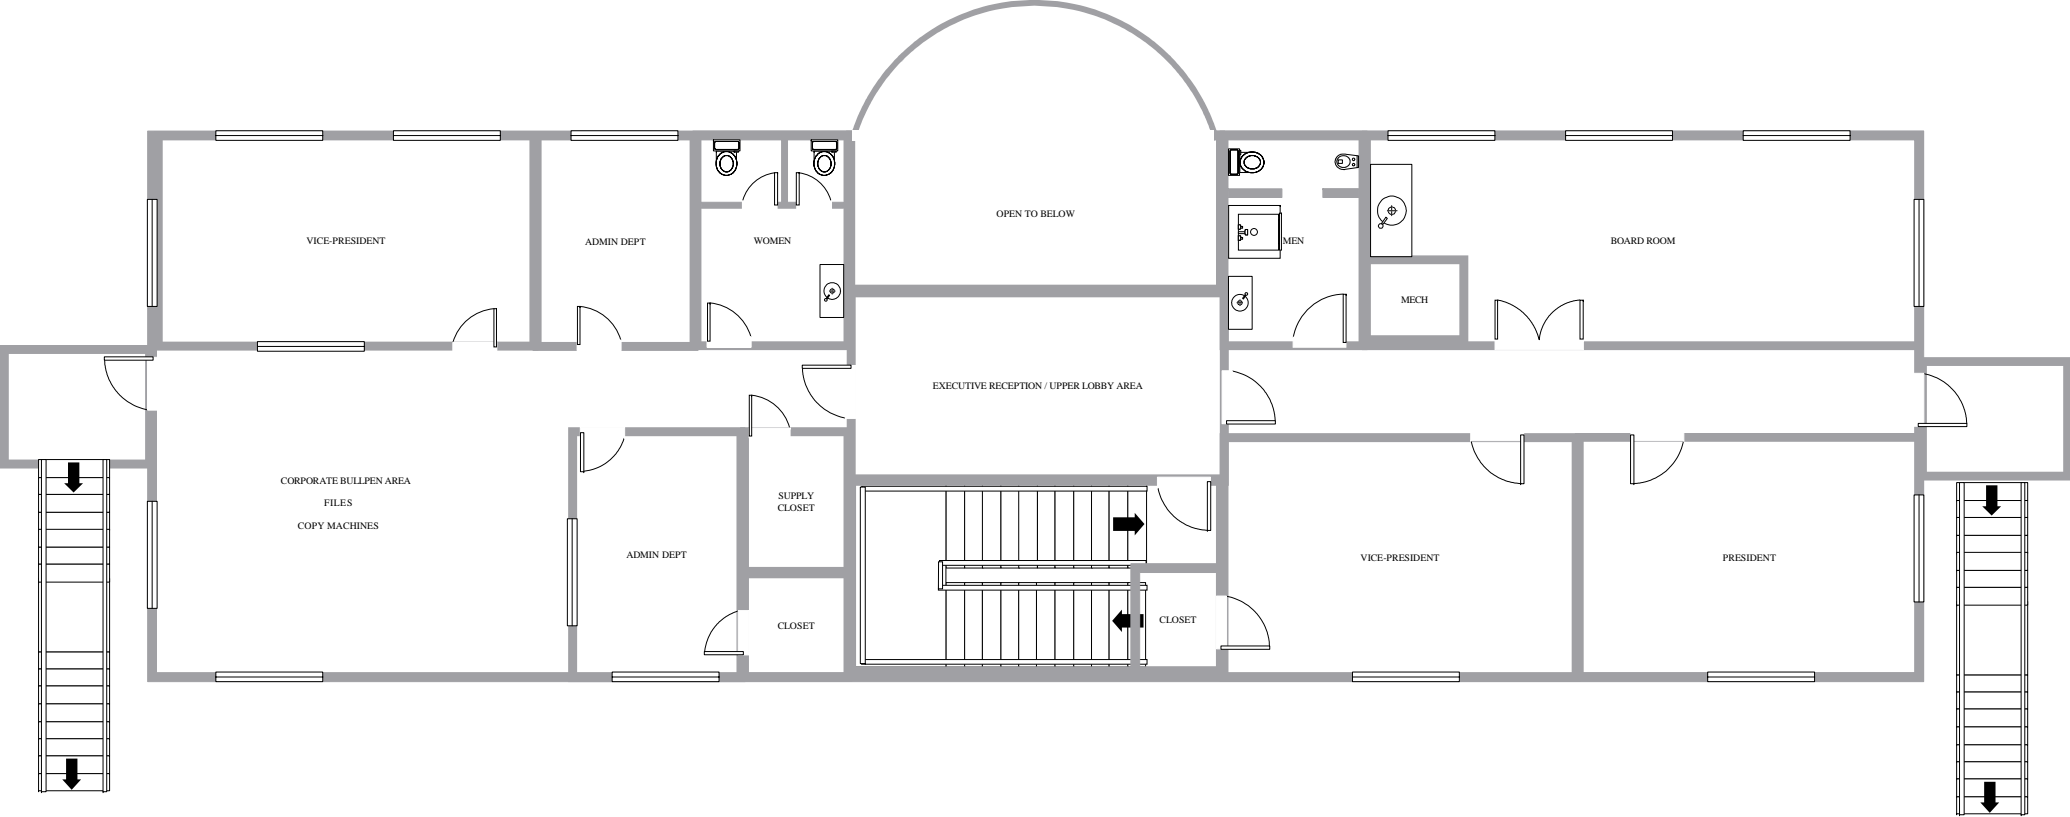 OPEN TO BELOW
VICE-PRESIDENT
ADMIN DEPT
WOMEN
MEN
BOARD ROOM
MECH
EXECUTIVE RECEPTION / UPPER LOBBY AREA
CORPORATE BULLPEN AREA
FILES
COPY MACHINES
SUPPLY
CLOSET
ADMIN DEPT
VICE-PRESIDENT
PRESIDENT
CLOSET
CLOSET